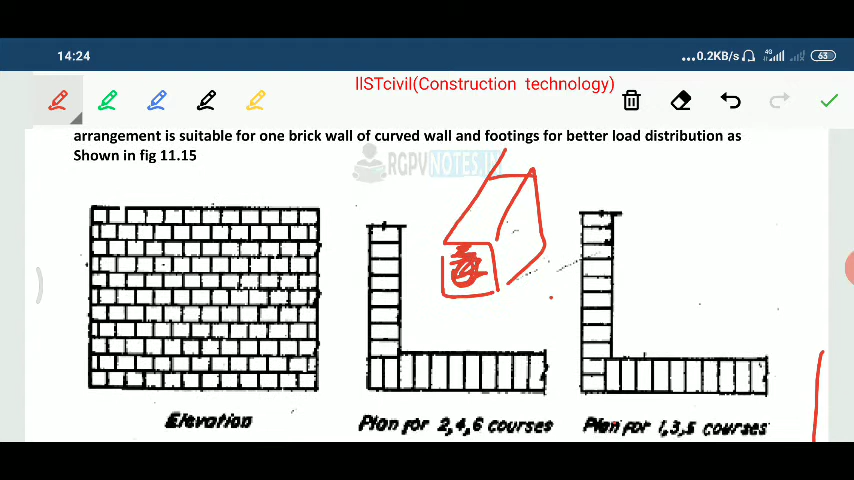 14:24
...0.2KB/s 4G 63
IISTcivil(Construction technology)
arrangement is suitable for one brick wall of curved wall and footings for better load distribution as
Shown in fig 11.15
RGPVNOTES.IN
Elevation
Plan for 2,4,6 courses
Plan for 1,3,5 courses